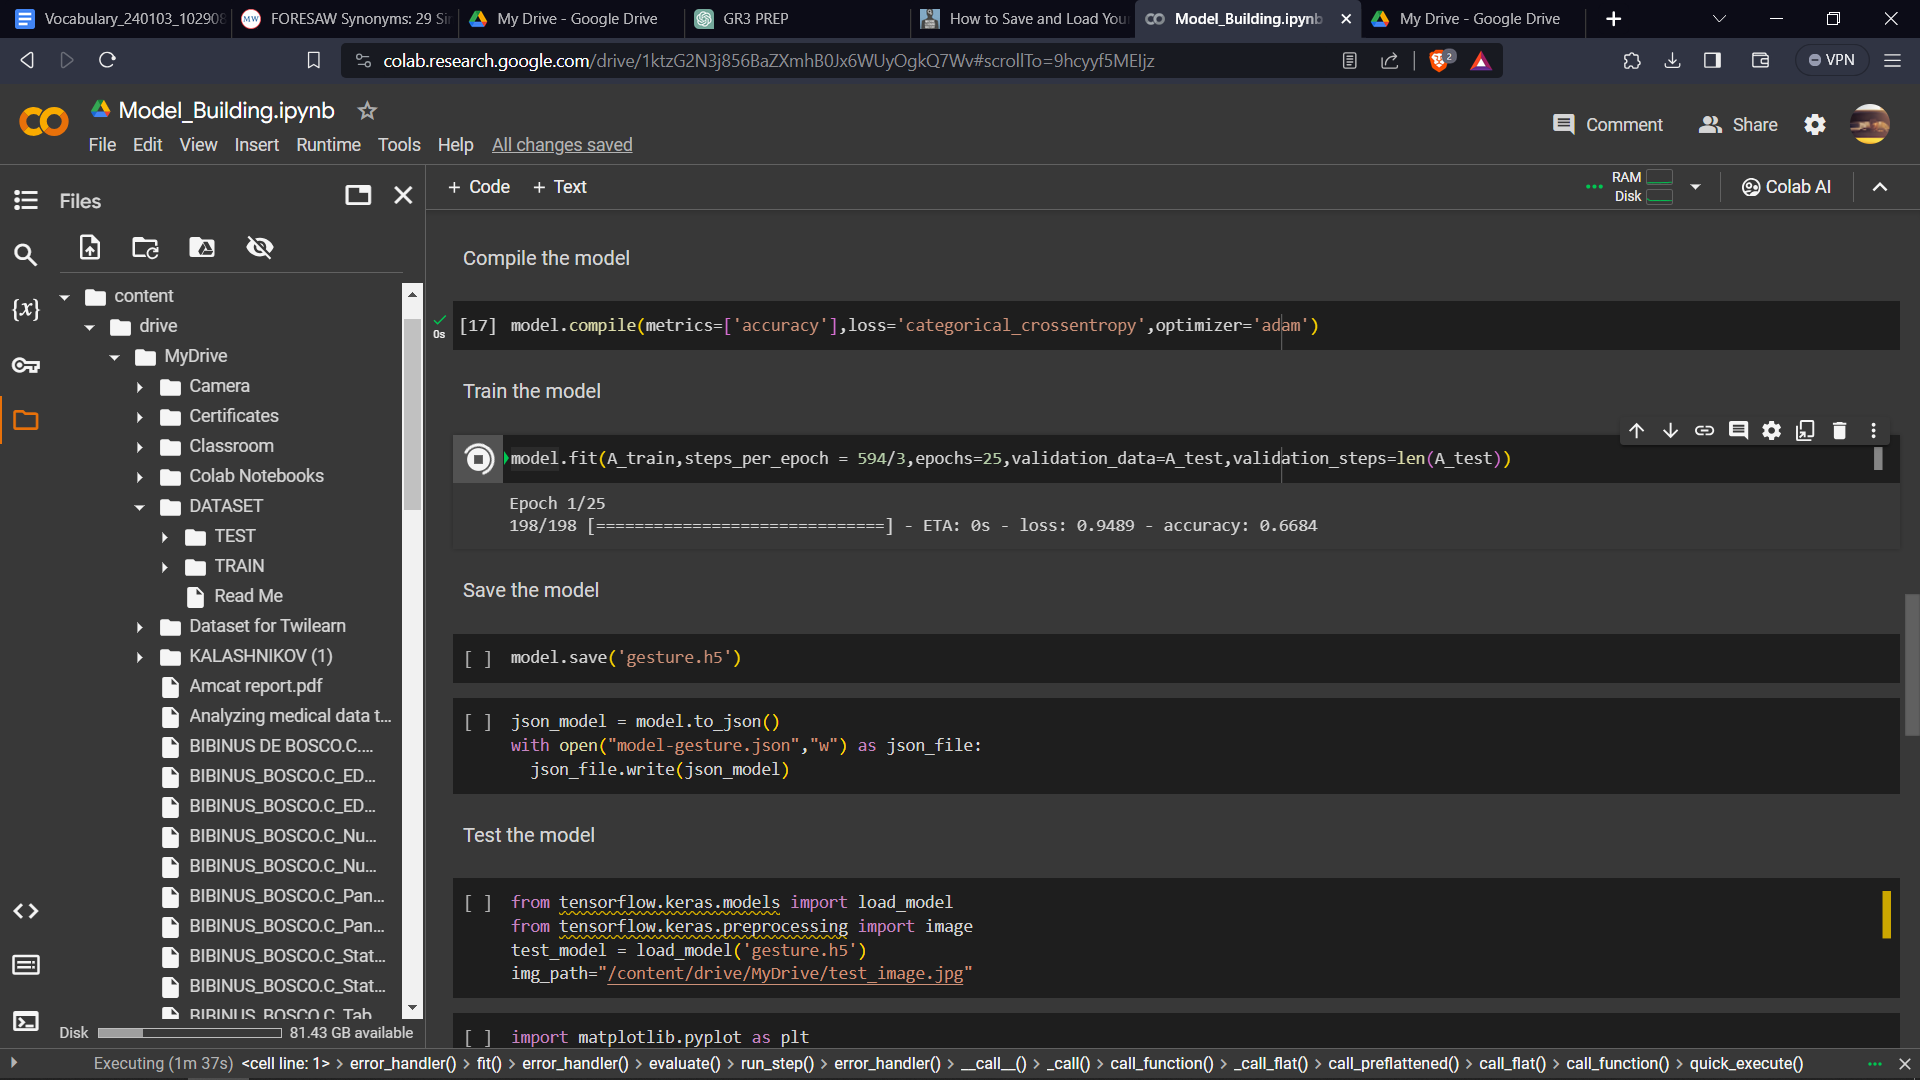 Vocabulary_240103_102908
FORESAW Synonyms: 29 Sir
My Drive - Google Drive
GR3 PREP
How to Save and Load You
Model_Building.ipynb
My Drive - Google Drive
colab.research.google.com/drive/1ktzG2N3j856BaZXmhB0Jx6WUyOgkQ7Wv#scrollTo=9hcyyf5MEIjz
2
VPN
Model_Building.ipynb
Comment
Share
File Edit View Insert Runtime Tools Help All changes saved
Files
+ Code + Text
RAM
Disk
Colab AI
content
drive
MyDrive
Camera
Certificates
Classroom
Colab Notebooks
DATASET
TEST
TRAIN
Read Me
Dataset for Twilearn
KALASHNIKOV (1)
Amcat report.pdf
Analyzing medical data t...
BIBINUS DE BOSCO.C....
BIBINUS_BOSCO.C_ED...
BIBINUS_BOSCO.C_ED...
BIBINUS_BOSCO.C_Nu...
BIBINUS_BOSCO.C_Nu...
BIBINUS_BOSCO.C_Pan...
BIBINUS_BOSCO.C_Pan...
BIBINUS_BOSCO.C_Stat...
BIBINUS_BOSCO.C_Stat...
BIBINUS_BOSCO.C_Tab
Disk 81.43 GB available
Compile the model
0s
[17] model.compile(metrics=['accuracy'],loss='categorical_crossentropy',optimizer='adam')
Train the model
model.fit(A_train,steps_per_epoch = 594/3,epochs=25,validation_data=A_test,validation_steps=len(A_test))
Epoch 1/25
198/198 [==============================] - ETA: 0s - loss: 0.9489 - accuracy: 0.6684
Save the model
[ ] model.save('gesture.h5')
[ ] json_model = model.to_json()
with open("model-gesture.json","w") as json_file:
json_file.write(json_model)
Test the model
[ ] from tensorflow.keras.models import load_model
from tensorflow.keras.preprocessing import image
test_model = load_model('gesture.h5')
img_path="/content/drive/MyDrive/test_image.jpg"
[ ] import matplotlib.pyplot as plt
Executing (1m 37s) <cell line: 1> > error_handler() > fit() > error_handler() > evaluate() > run_step() > error_handler() > __call__() > _call() > call_function() > _call_flat() > call_preflattened() > call_flat() > call_function() > quick_execute()